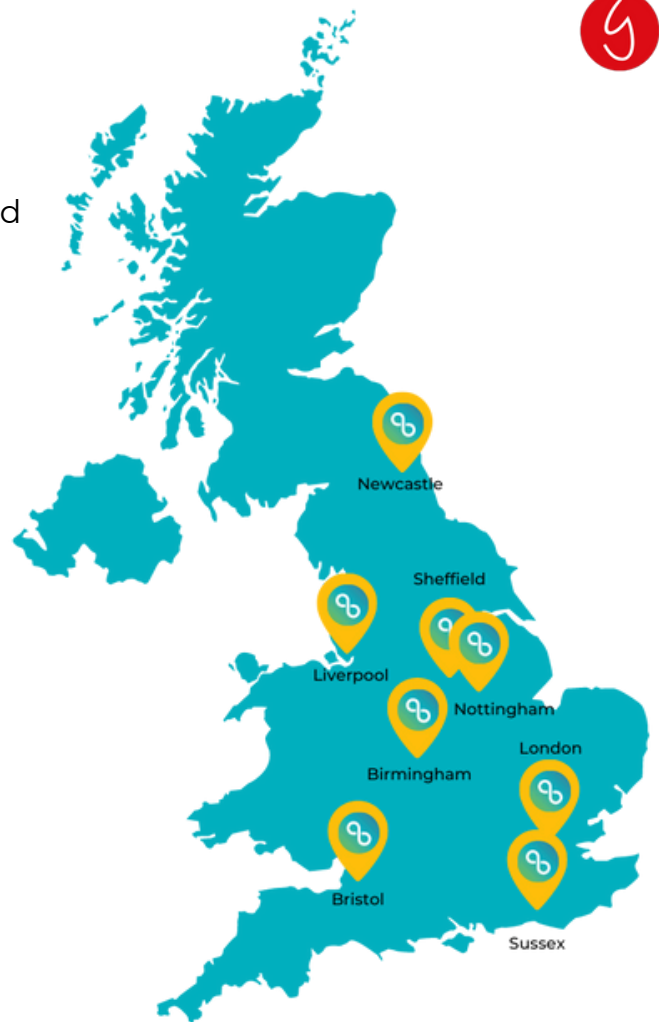 d
Newcastle
Sheffield
Liverpool
Nottingham
London
Birmingham
Bristol
Sussex